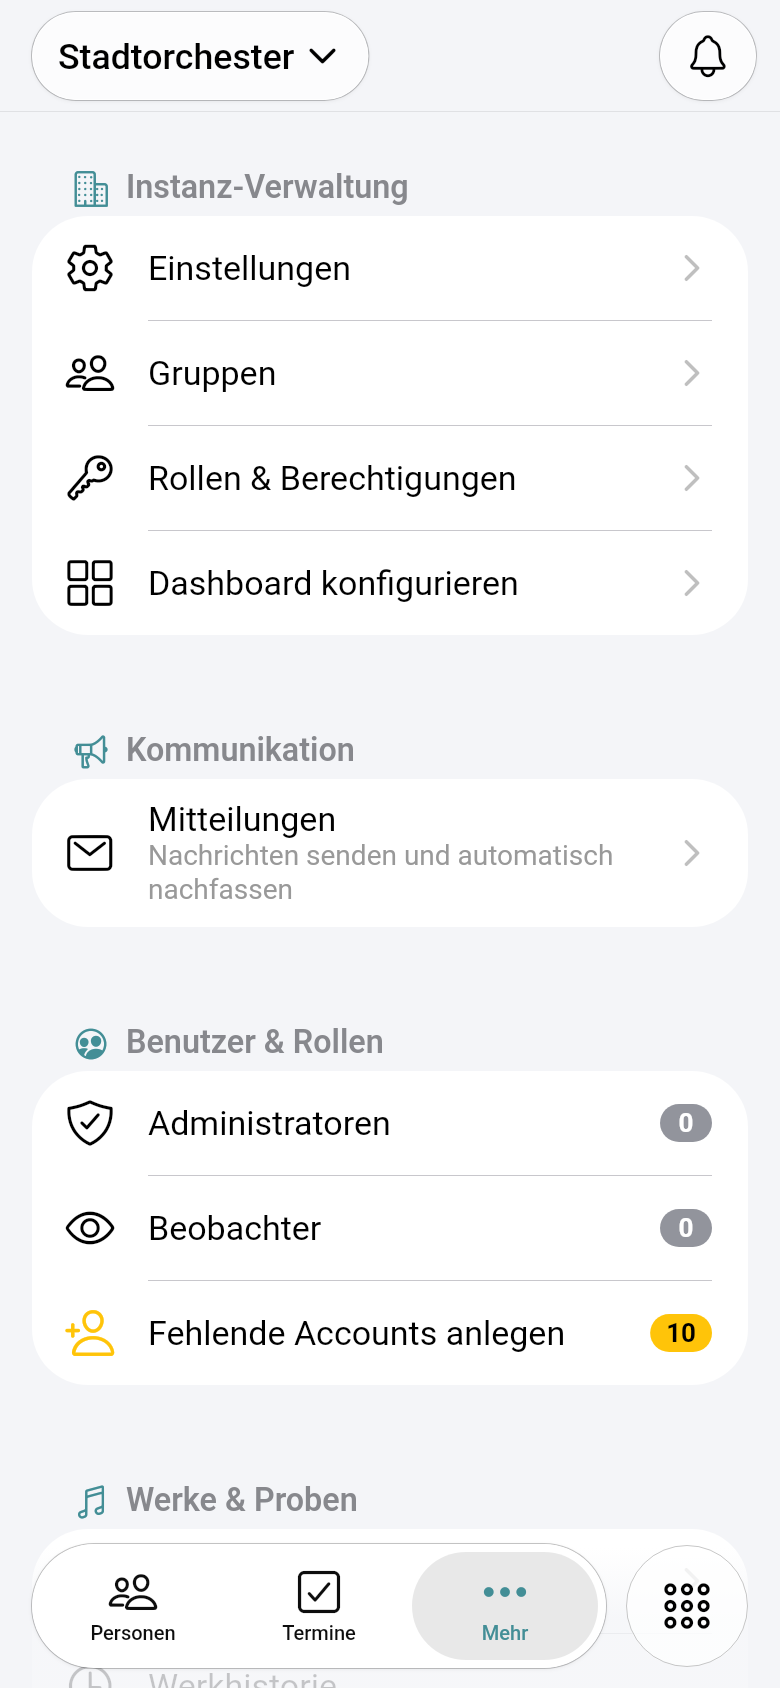 Stadtorchester
Instanz-Verwaltung
Einstellungen
Gruppen
Rollen & Berechtigungen
Dashboard konfigurieren
Kommunikation
Mitteilungen
Nachrichten senden und automatisch
nachfassen
Benutzer & Rollen
Administratoren 0
Beobachter 0
Fehlende Accounts anlegen 10
Werke & Proben
Personen Termine Mehr
Werkhistorie